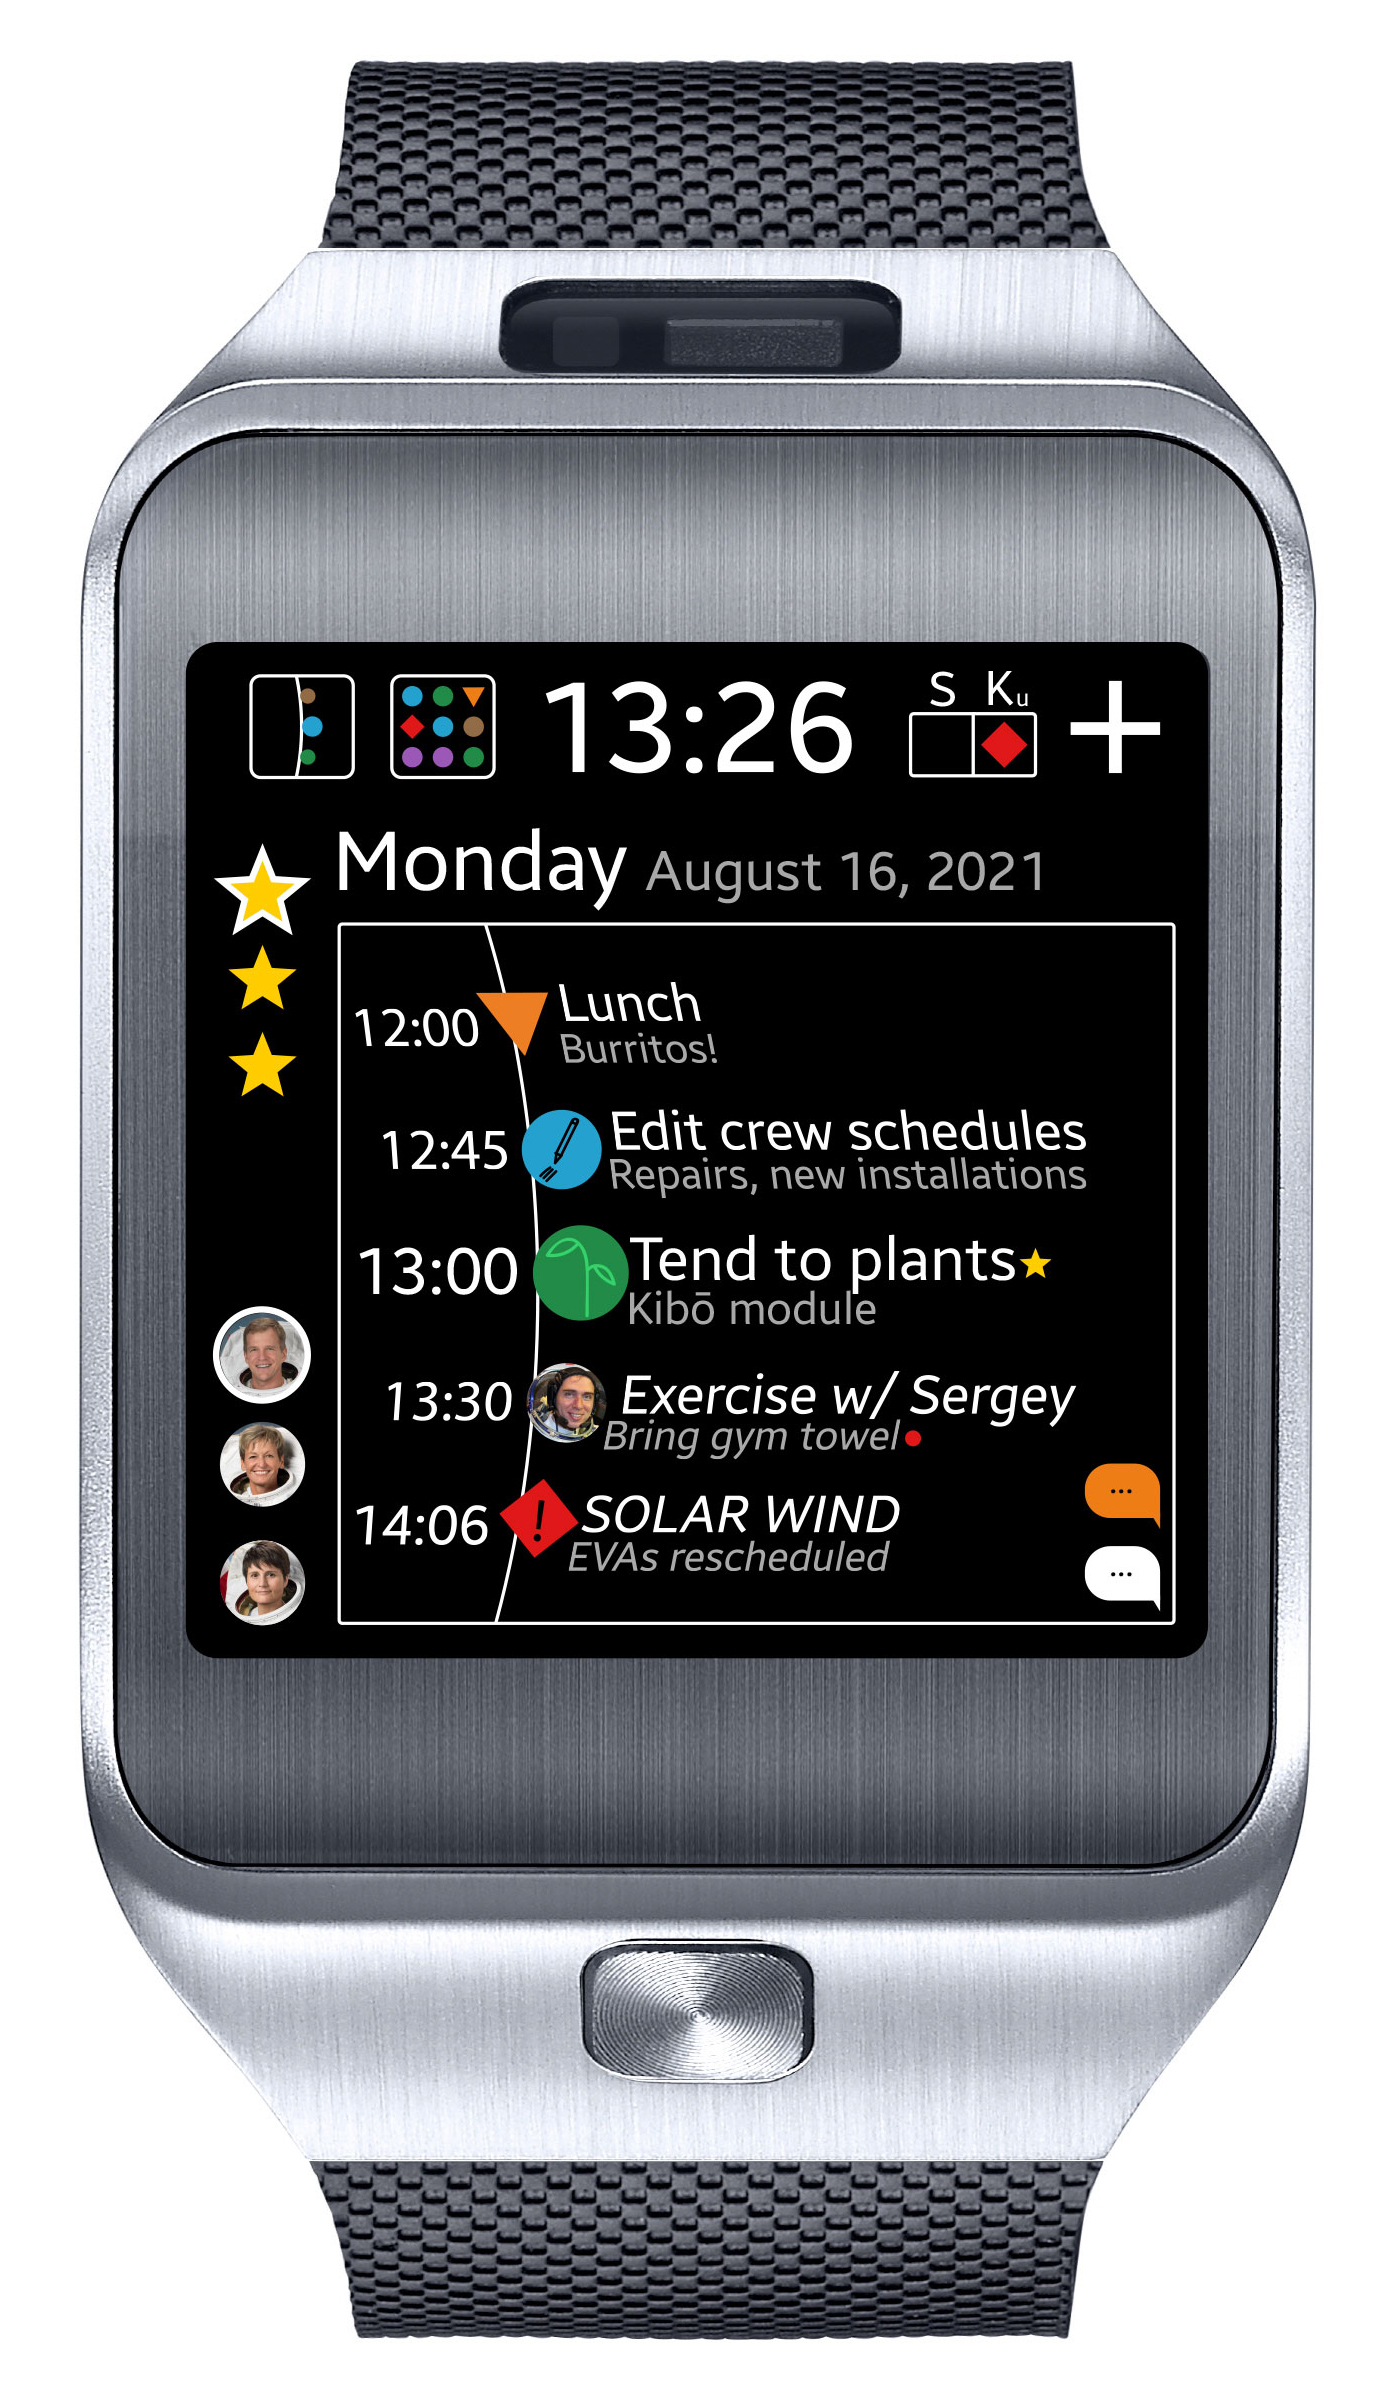 13:26
S Ku
Monday August 16, 2021
12:00 Lunch
Burritos!
12:45 Edit crew schedules
Repairs, new installations
13:00 Tend to plants
Kibō module
13:30 Exercise w/ Sergey
Bring gym towel
...
14:06 ! SOLAR WIND
EVAs rescheduled
...